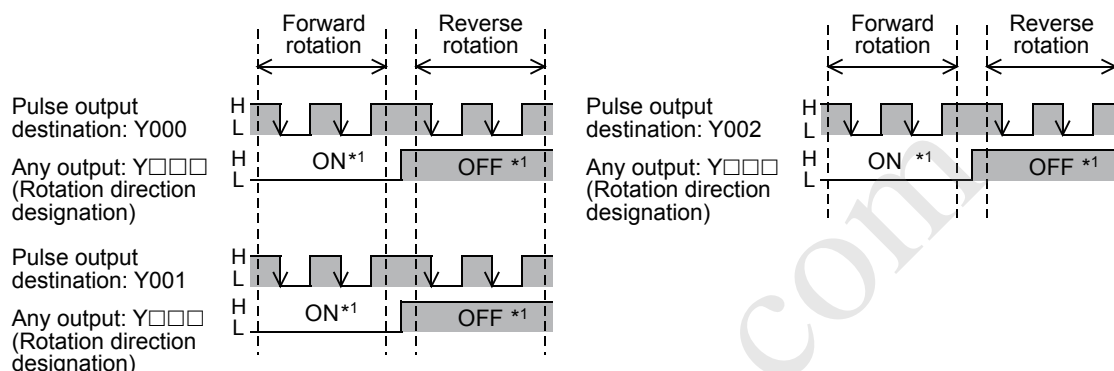 Forward rotation
Reverse rotation
Pulse output
destination: Y000
H
L
Any output: Y□□□
(Rotation direction
designation)
H
L
ON*1
OFF *1
Pulse output
destination: Y001
H
L
Any output: Y□□□
(Rotation direction
designation)
H
L
ON*1
OFF *1
Forward rotation
Reverse rotation
Pulse output
destination: Y002
H
L
Any output: Y□□□
(Rotation direction
designation)
H
L
ON *1
OFF *1
com